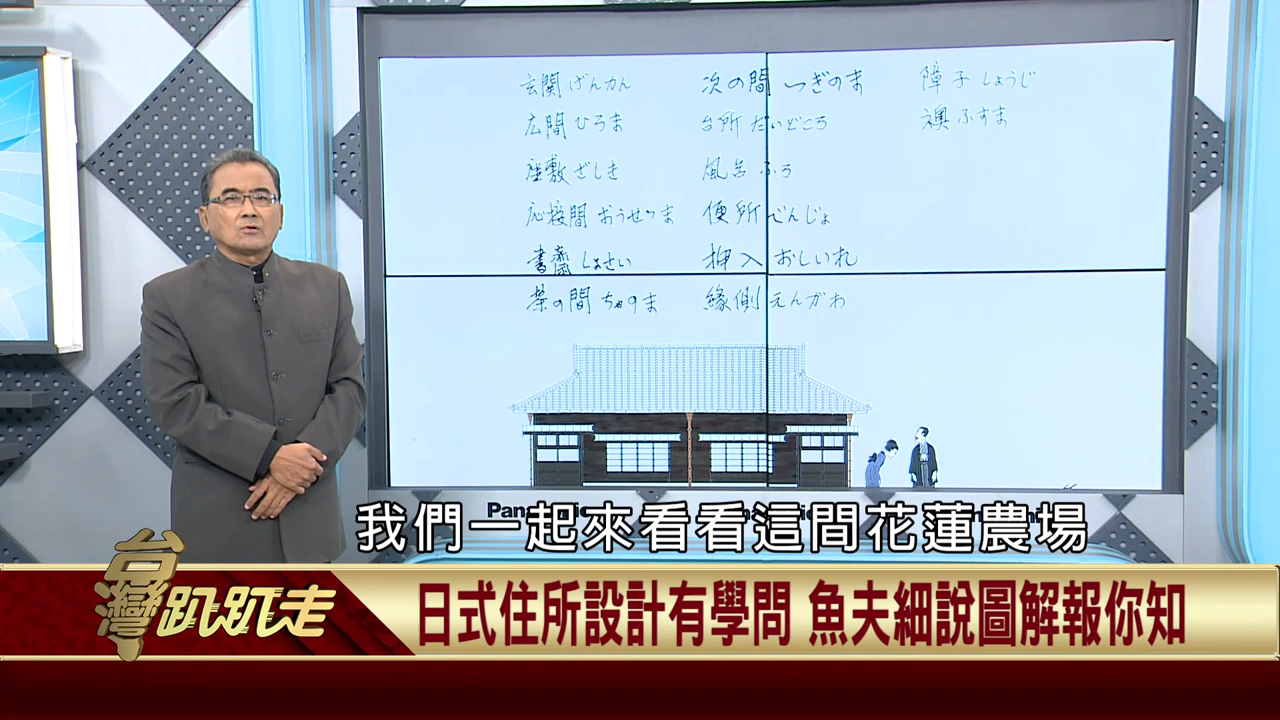 玄関 げんかん
広間 ひろま
座敷 ざしき
応接間 おうせつま
書齋 しょさい
茶の間 ちゃのま
次の間 つぎのま
台所 だいどころ
風呂 ふろ
便所 べんじょ
押入 おしいれ
縁側 えんがわ
障子 しょうじ
襖 ふすま
我們一起來看看這間花蓮農場
台灣趴趴走
日式住所設計有學問 魚夫細說圖解報你知